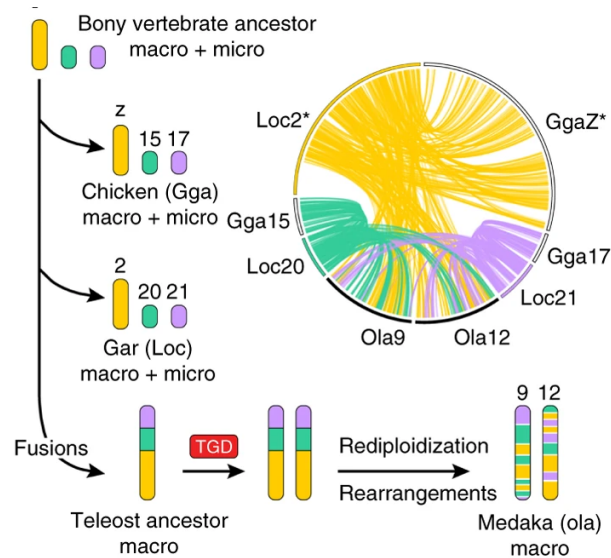 Bony vertebrate ancestor
macro + micro
Z
15 17
Chicken (Gga)
macro + micro
2
20 21
Gar (Loc)
macro + micro
Loc2*
GgaZ*
Gga15
Gga17
Loc20
Loc21
Ola9
Ola12
Fusions
TGD
Rediploidization
Rearrangements
9 12
Teleost ancestor
macro
Medaka (ola)
macro